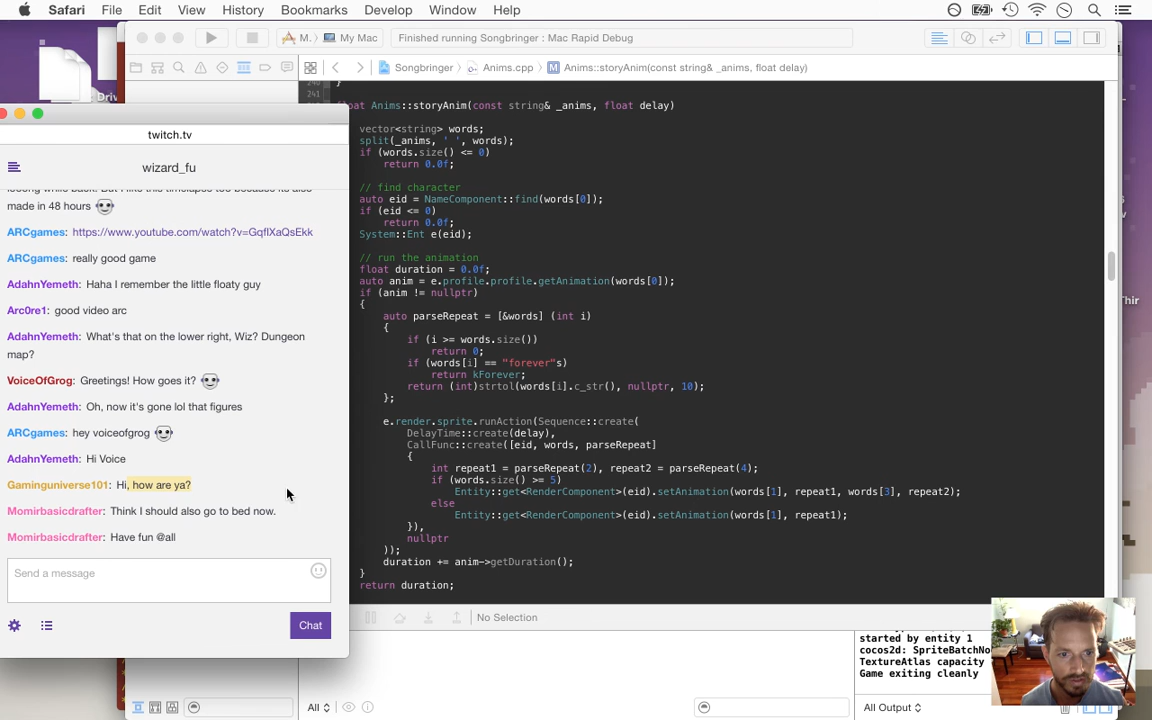 Safari File Edit View History Bookmarks Develop Window Help
M. My Mac Finished running Songbringer : Mac Rapid Debug
Songbringer Anims.cpp Anims::storyAnim(const string& _anims, float delay)
twitch.tv
wizard_fu
made in 48 hours
ARCgames: https://www.youtube.com/watch?v=GqfIXaQsEkk
ARCgames: really good game
AdahnYemeth: Haha I remember the little floaty guy
Arc0re1: good video arc
AdahnYemeth: What's that on the lower right, Wiz? Dungeon
map?
VoiceOfGrog: Greetings! How goes it?
AdahnYemeth: Oh, now it's gone lol that figures
ARCgames: hey voiceofgrog
AdahnYemeth: Hi Voice
Gaminguniverse101: Hi, how are ya?
Momirbasicdrafter: Think I should also go to bed now.
Momirbasicdrafter: Have fun @all
Send a message
Chat
241
Anims::storyAnim(const string& _anims, float delay)
vector<string> words;
split(_anims, ' ', words);
if (words.size() <= 0)
return 0.0f;
// find character
auto eid = NameComponent::find(words[0]);
if (eid <= 0)
return 0.0f;
System::Ent e(eid);
// run the animation
float duration = 0.0f;
auto anim = e.profile.profile.getAnimation(words[0]);
if (anim != nullptr)
{
auto parseRepeat = [&words] (int i)
{
if (i >= words.size())
return 0;
if (words[i] == "forever"s)
return kForever;
return (int)strtol(words[i].c_str(), nullptr, 10);
};
e.render.sprite.runAction(Sequence::create(
DelayTime::create(delay),
CallFunc::create([eid, words, parseRepeat]
{
int repeat1 = parseRepeat(2), repeat2 = parseRepeat(4);
if (words.size() >= 5)
Entity::get<RenderComponent>(eid).setAnimation(words[1], repeat1, words[3], repeat2);
else
Entity::get<RenderComponent>(eid).setAnimation(words[1], repeat1);
}),
nullptr
));
duration += anim->getDuration();
}
return duration;
No Selection
started by entity 1
cocos2d: SpriteBatchNo
TextureAtlas capacity
Game exiting cleanly
All
All Output